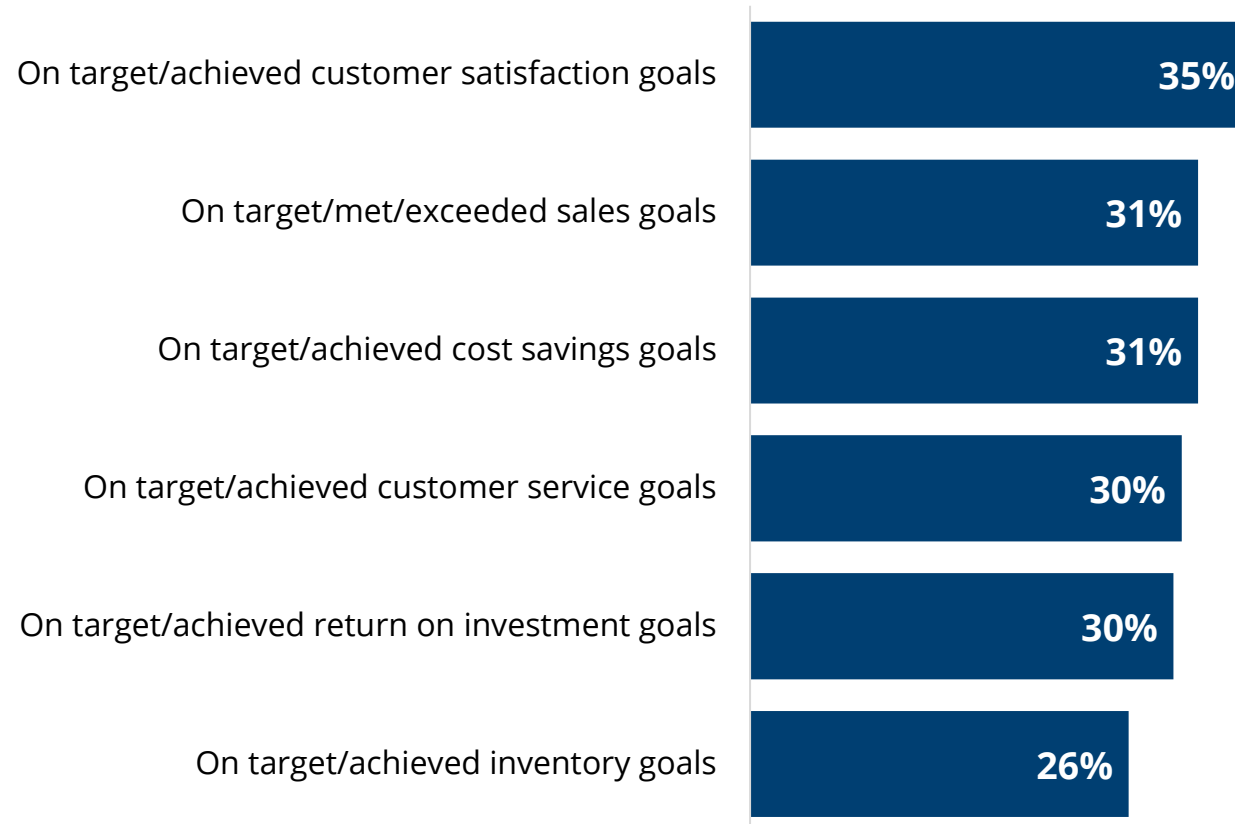 On target/achieved customer satisfaction goals 35%
On target/met/exceeded sales goals 31%
On target/achieved cost savings goals 31%
On target/achieved customer service goals 30%
On target/achieved return on investment goals 30%
On target/achieved inventory goals 26%